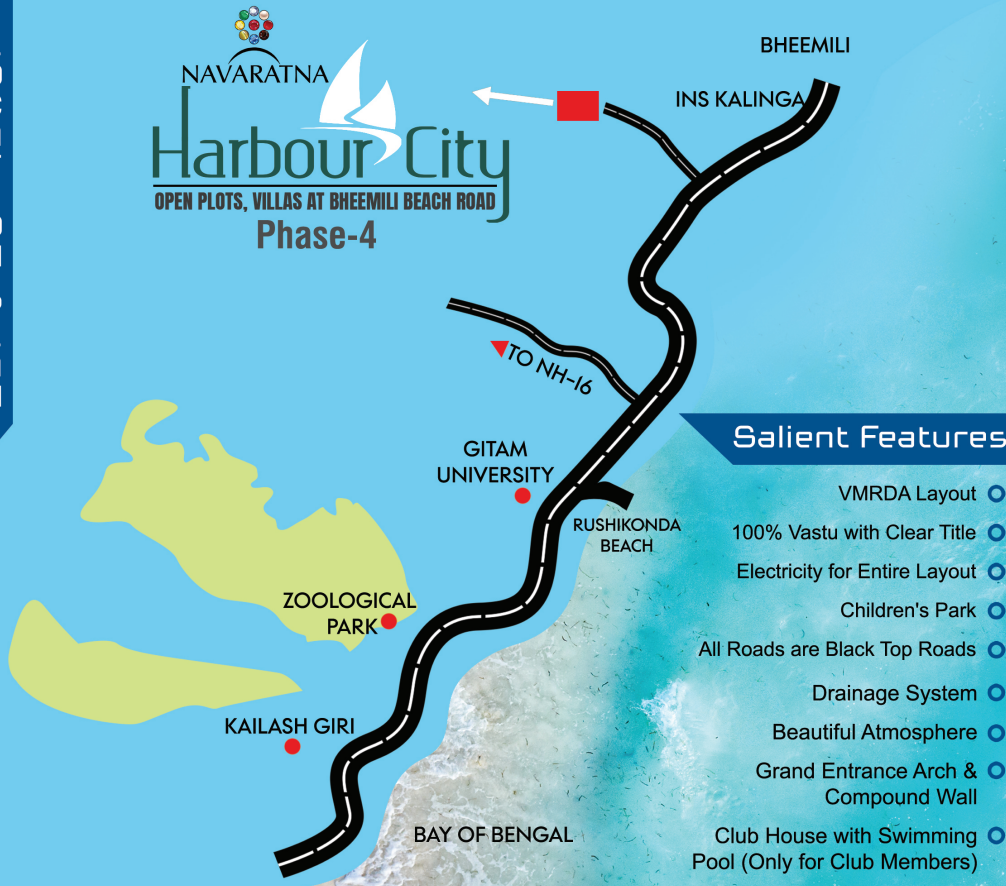 NAVARATNA
Harbour City
OPEN PLOTS, VILLAS AT BHEEMILI BEACH ROAD
Phase-4
BHEEMILI
INS KALINGA
TO NH-16
GITAM
UNIVERSITY
RUSHIKONDA
BEACH
ZOOLOGICAL
PARK
KAILASH GIRI
BAY OF BENGAL
Salient Features
VMRDA Layout
100% Vastu with Clear Title
Electricity for Entire Layout
Children's Park
All Roads are Black Top Roads
Drainage System
Beautiful Atmosphere
Grand Entrance Arch &
Compound Wall
Club House with Swimming
Pool (Only for Club Members)